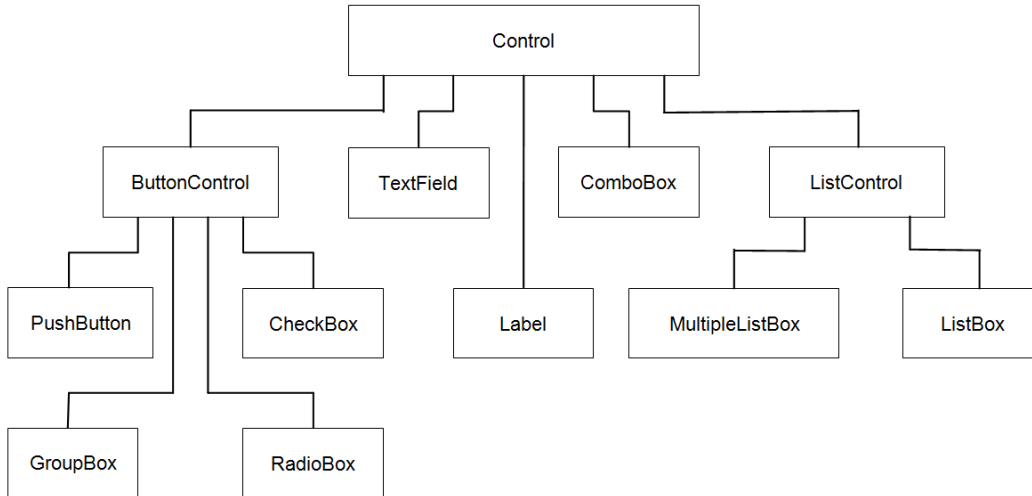 Control
ButtonControl
TextField
ComboBox
ListControl
PushButton
CheckBox
Label
MultipleListBox
ListBox
GroupBox
RadioBox